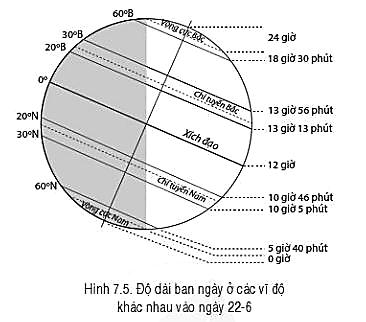 60°B
Vòng cực Bắc
24 giờ
18 giờ 30 phút
30°B
20°B
Chí tuyến Bắc
13 giờ 56 phút
13 giờ 13 phút
0°
Xích đạo
12 giờ
20°N
30°N
Chí tuyến Nam
10 giờ 46 phút
10 giờ 5 phút
60°N
Vòng cực Nam
5 giờ 40 phút
0 giờ
Hình 7.5. Độ dài ban ngày ở các vĩ độ
khác nhau vào ngày 22-6